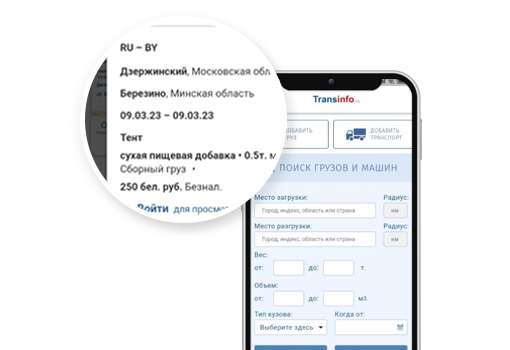 RU – BY
Дзержинский, Московская обл
Березино, Минская область
09.03.23 – 09.03.23
Тент
сухая пищевая добавка • 0.5т. м
Сборный груз •
250 бел. руб. Безнал.
Войти для просмот
Transinfo
ДОБАВИТЬ ГРУЗ
ДОБАВИТЬ ТРАНСПОРТ
ПОИСК ГРУЗОВ И МАШИН
Место загрузки: Радиус:
Город, индекс, область или страна км
Место разгрузки: Радиус:
Город, индекс, область или страна км
Вес:
от: до: т.
Объем:
от: до: м3.
Тип кузова: Когда от:
Выберите здесь